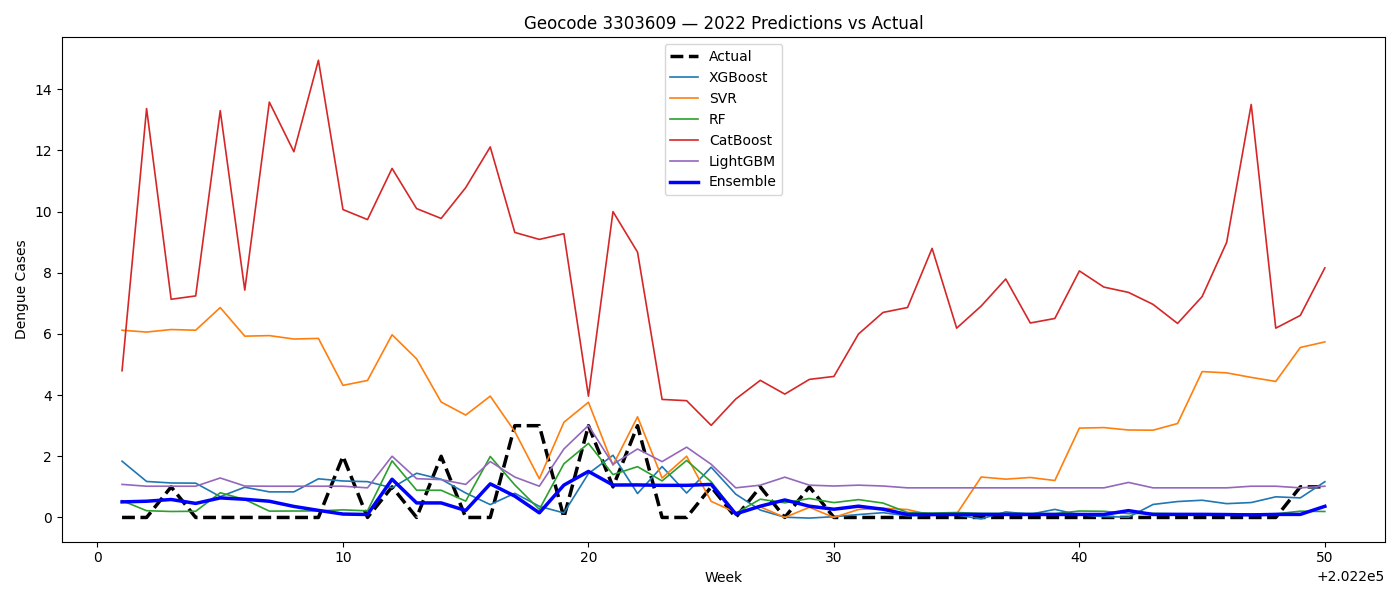 Geocode 3303609 — 2022 Predictions vs Actual
Actual
XGBoost
SVR
RF
CatBoost
LightGBM
Ensemble
Dengue Cases
14
12
10
8
6
4
2
0
0 10 20 30 40 50
+2.022e5
Week